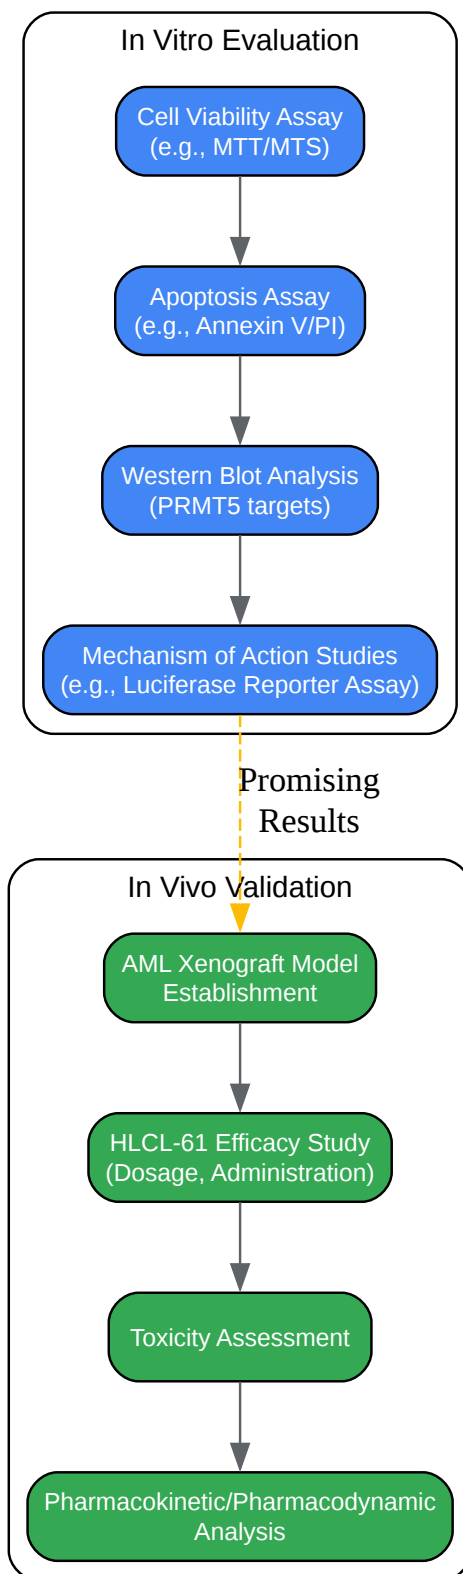 In Vitro Evaluation
Cell Viability Assay
(e.g., MTT/MTS)
Apoptosis Assay
(e.g., Annexin V/PI)
Western Blot Analysis
(PRMT5 targets)
Mechanism of Action Studies
(e.g., Luciferase Reporter Assay)
Promising
Results
In Vivo Validation
AML Xenograft Model
Establishment
HLCL-61 Efficacy Study
(Dosage, Administration)
Toxicity Assessment
Pharmacokinetic/Pharmacodynamic
Analysis